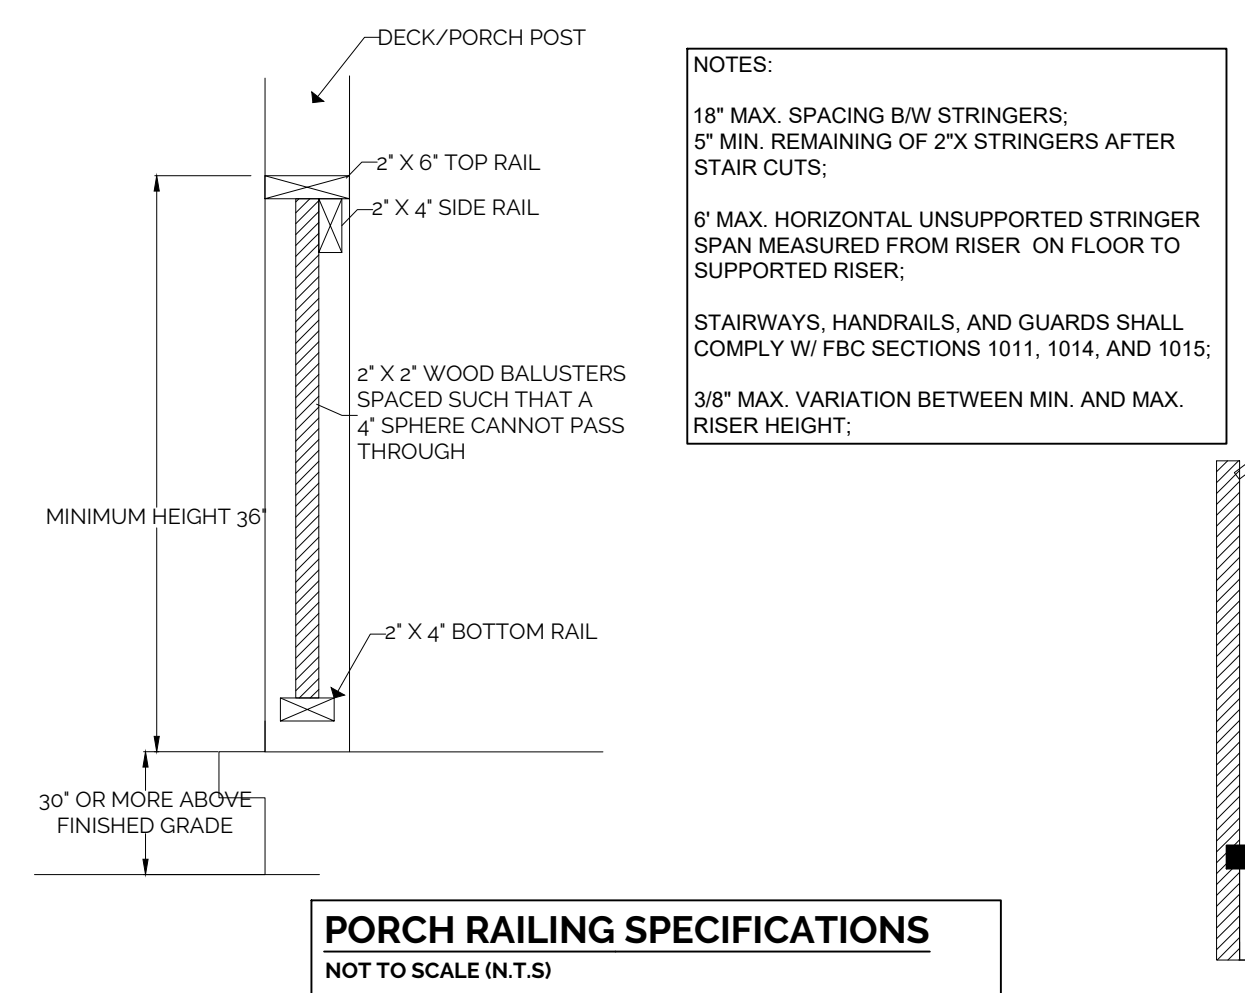 DECK/PORCH POST
2" X 6" TOP RAIL
2" X 4" SIDE RAIL
2" X 2" WOOD BALUSTERS
SPACED SUCH THAT A
4" SPHERE CANNOT PASS
THROUGH
MINIMUM HEIGHT 36"
2" X 4" BOTTOM RAIL
30" OR MORE ABOVE
FINISHED GRADE
NOTES:
18" MAX. SPACING B/W STRINGERS;
5" MIN. REMAINING OF 2"X STRINGERS AFTER
STAIR CUTS;
6' MAX. HORIZONTAL UNSUPPORTED STRINGER
SPAN MEASURED FROM RISER ON FLOOR TO
SUPPORTED RISER;
STAIRWAYS, HANDRAILS, AND GUARDS SHALL
COMPLY W/ FBC SECTIONS 1011, 1014, AND 1015;
3/8" MAX. VARIATION BETWEEN MIN. AND MAX.
RISER HEIGHT;
PORCH RAILING SPECIFICATIONS
NOT TO SCALE (N.T.S)